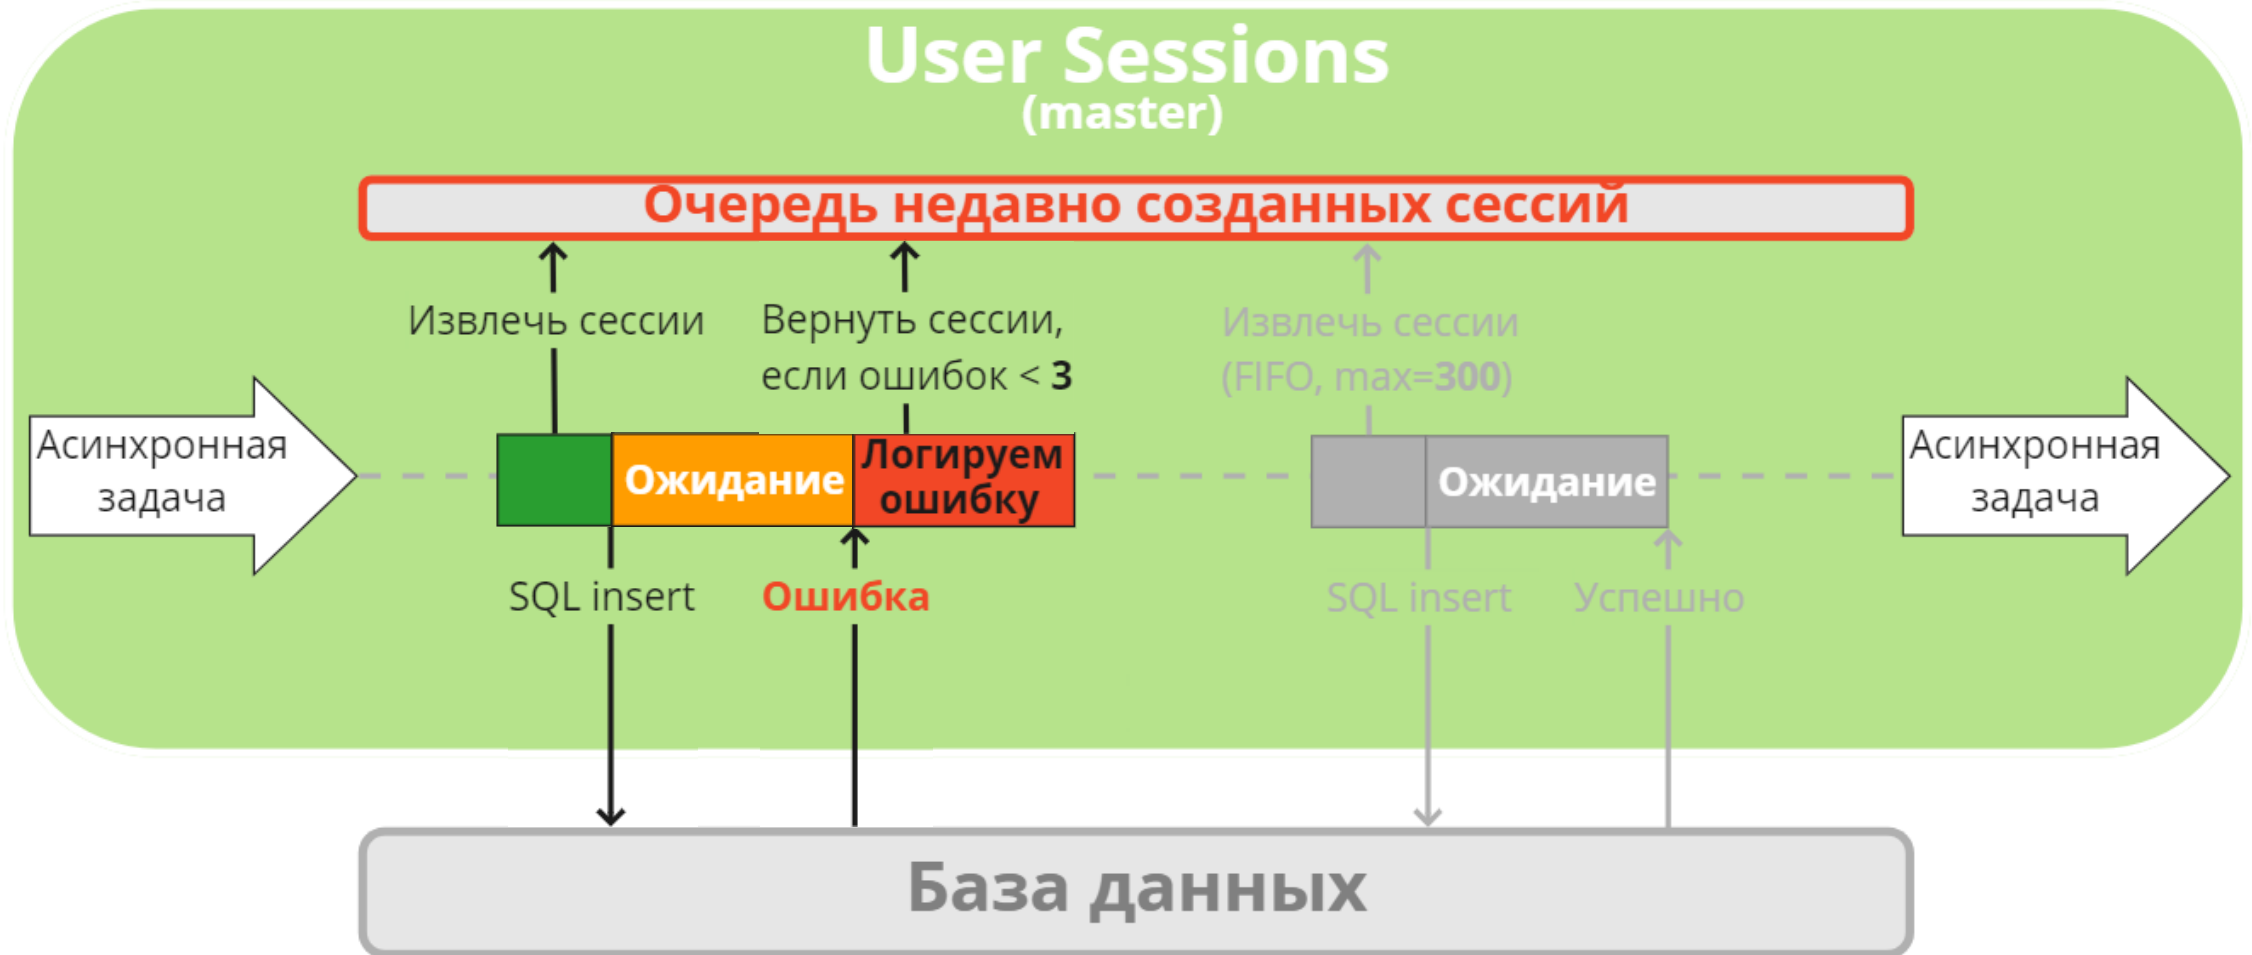 User Sessions
(master)
Очередь недавно созданных сессий
Извлечь сессии
Вернуть сессии,
если ошибок < 3
Извлечь сессии
(FIFO, max=300)
Асинхронная
задача
Ожидание
Логируем
ошибку
Ожидание
Асинхронная
задача
SQL insert
Ошибка
SQL insert
Успешно
База данных